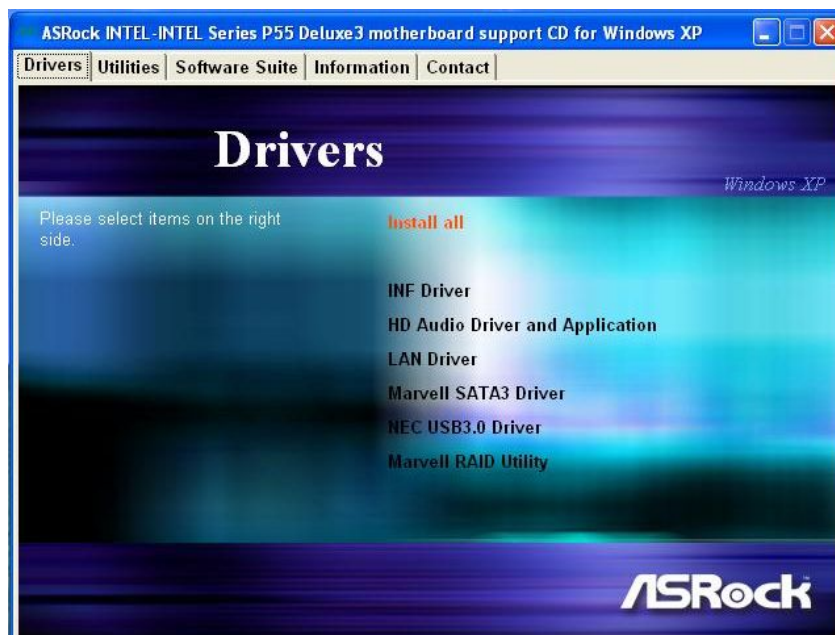 ASRock INTEL-INTEL Series P55 Deluxe3 motherboard support CD for Windows XP
Drivers Utilities Software Suite Information Contact
Drivers
Windows XP
Please select items on the right
side.
Install all
INF Driver
HD Audio Driver and Application
LAN Driver
Marvell SATA3 Driver
NEC USB3.0 Driver
Marvell RAID Utility
ASRock